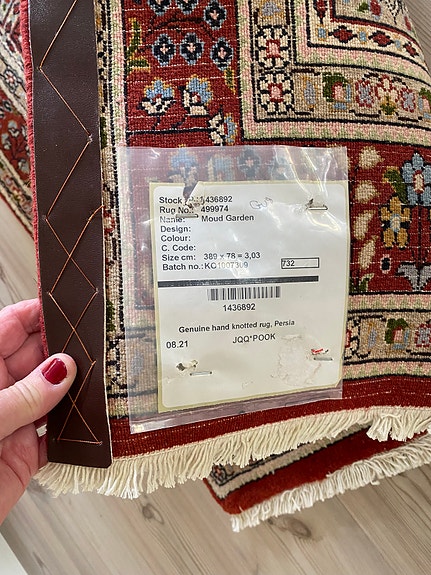 Stock 1436892
Rug No.: 499974
Name: Moud Garden
Design:
Colour:
C. Code:
Size cm: 389 x 78 = 3,03
Batch no.: KC1007309 732
1436892
Genuine hand knotted rug, Persia
08.21 JQQ*POOK